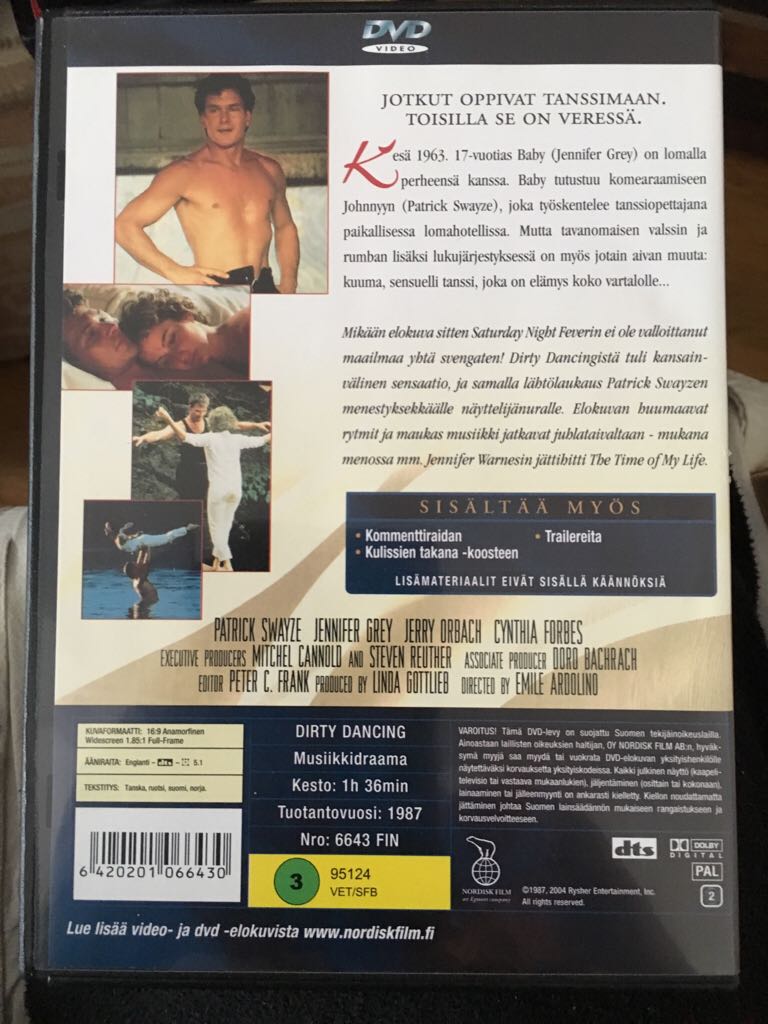 DVD
VIDEO
JOTKUT OPPIVAT TANSSIMAAN.
TOISILLA SE ON VERESSÄ.
Kesä 1963. 17-vuotias Baby (Jennifer Grey) on lomalla
perheensä kanssa. Baby tutustuu komearaamiseen
Johnnyyn (Patrick Swayze), joka työskentelee tanssiopettajana
paikallisessa lomahotellissa. Mutta tavanomaisen valssin ja
rumban lisäksi lukujärjestyksessä on myös jotain aivan muuta:
kuuma, sensuelli tanssi, joka on elämys koko vartalolle...
Mikään elokuva sitten Saturday Night Feverin ei ole valloittanut
maailmaa yhtä svengaten! Dirty Dancingistä tuli kansain-
välinen sensaatio, ja samalla lähtölaukaus Patrick Swayzen
menestyksekkäälle näyttelijänuralle. Elokuvan huumaavat
rytmit ja maukas musiikki jatkavat juhlataivaltaan - mukana
menossa mm. Jennifer Warnesin jättihitti The Time of My Life.
SISÄLTÄÄ MYÖS
• Kommenttiraidan
• Trailereita
• Kulissien takana -koosteen
LISÄMATERIAALIT EIVÄT SISÄLLÄ KÄÄNNÖKSIÄ
PATRICK SWAYZE JENNIFER GREY JERRY ORBACH CYNTHIA FORBES
EXECUTIVE PRODUCERS MITCHEL CANNOLD AND STEVEN REUTHER ASSOCIATE PRODUCER DORO BACHRACH
EDITOR PETER C. FRANK PRODUCED BY LINDA GOTTLIEB DIRECTED BY EMILE ARDOLINO
KUVAFORMAATTI: 16:9 Anamorfinen
Widescreen 1.85:1 Full-Frame
ÄÄNIRAITA: Englanti - dts - 5.1
TEKSTITYS: Tanska, ruotsi, suomi, norja.
6 420201 066430
DIRTY DANCING
Musiikkidraama
Kesto: 1h 36min
Tuotantovuosi: 1987
Nro: 6643 FIN
3
95124
VET/SFB
VAROITUS! Tämä DVD-levy on suojattu Suomen tekijäinoikeuslailla.
Ainoastaan laillisten oikeuksien haltijan, OY NORDISK FILM AB:n, hyväk-
symä myyjä saa myydä tai vuokrata DVD-elokuvan yksityishenkilölle
näytettäväksi korvauksetta yksityiskodeissa. Kaikki julkinen näyttö (kaapeli-
televisio tai vastaava mukaanlukien), jäljentäminen (osittain tai kokonaan),
lainaaminen tai jälleenmyynti on ankarasti kielletty. Kiellon noudattamatta
jättäminen johtaa Suomen lainsäädännön mukaiseen rangaistukseen ja
korvausvelvoitteeseen.
dts
DOLBY
DIGITAL
PAL
2
NORDISK FILM
an Egmont company
©1987, 2004 Rysher Entertainment, Inc.
All rights reserved.
Lue lisää video- ja dvd -elokuvista www.nordiskfilm.fi